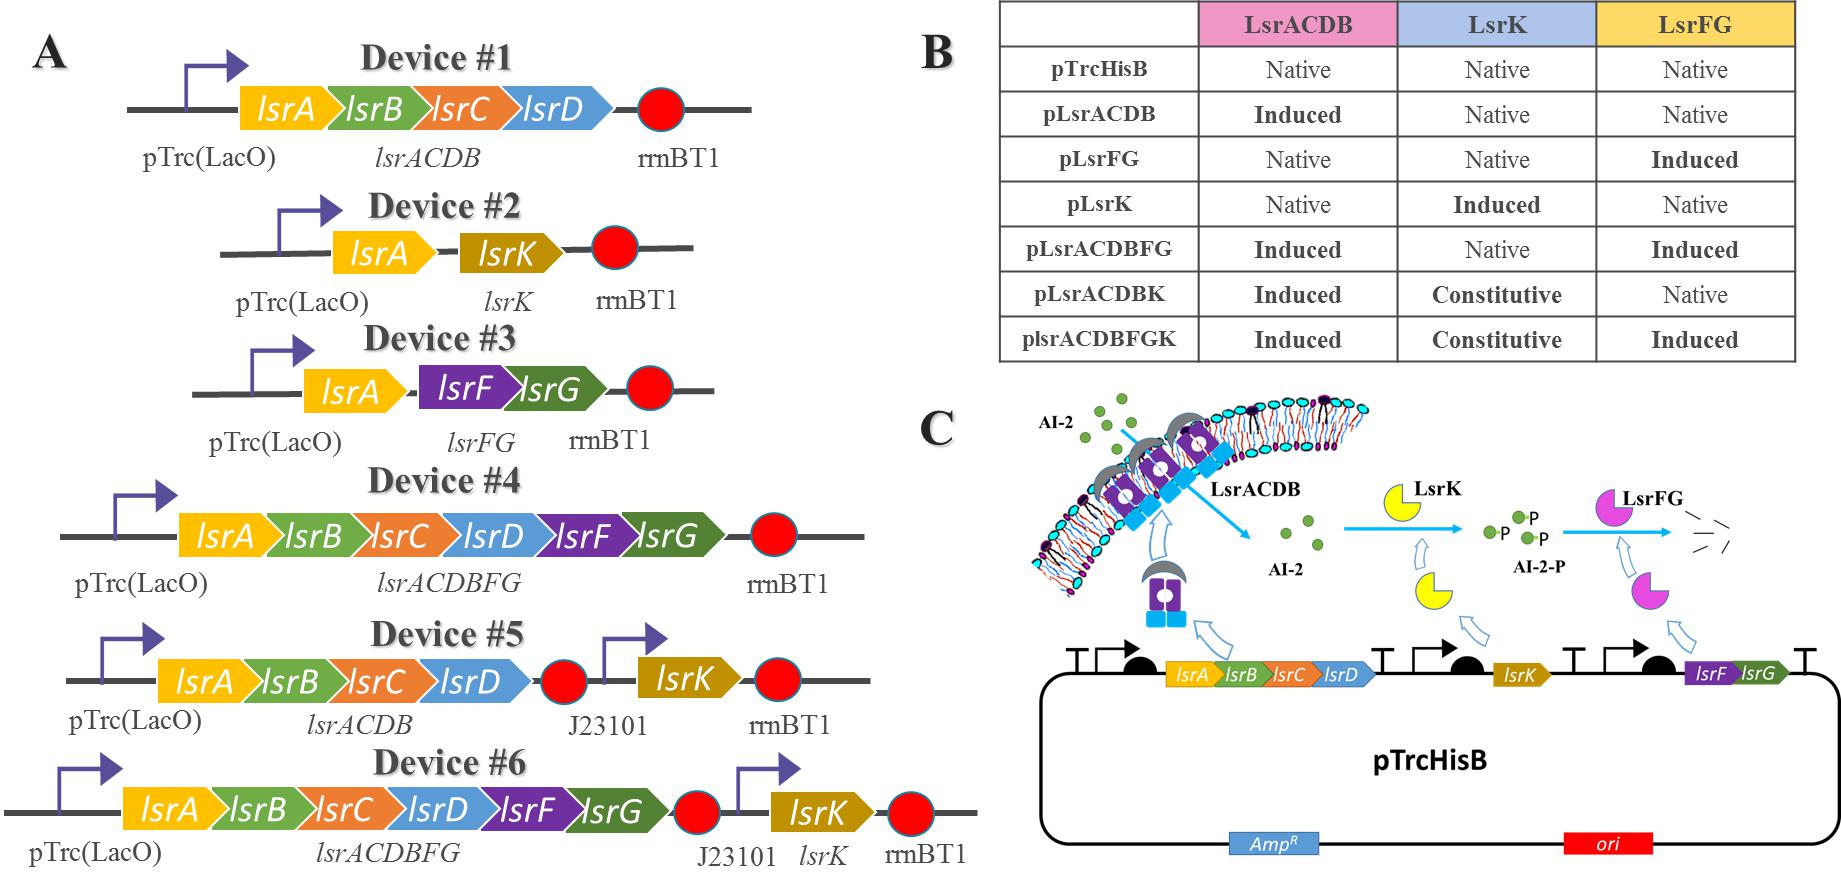 A
Device #1
lsrA lsrB lsrC lsrD
pTrc(LacO) lsrACDB rrnBT1
Device #2
lsrA lsrK
pTrc(LacO) lsrK rrnBT1
Device #3
lsrA lsrF lsrG
pTrc(LacO) lsrFG rrnBT1
Device #4
lsrA lsrB lsrC lsrD lsrF lsrG
pTrc(LacO) lsrACDBFG rrnBT1
Device #5
lsrA lsrB lsrC lsrD lsrK
pTrc(LacO) lsrACDB J23101 rrnBT1
Device #6
lsrA lsrB lsrC lsrD lsrF lsrG lsrK
pTrc(LacO) lsrACDBFG J23101 lsrK rrnBT1
B
LsrACDB LsrK LsrFG
pTrcHisB Native Native Native
pLsrACDB Induced Native Native
pLsrFG Native Native Induced
pLsrK Native Induced Native
pLsrACDBFG Induced Native Induced
pLsrACDBK Induced Constitutive Native
plsrACDBFGK Induced Constitutive Induced
C
AI-2
LsrACDB LsrK LsrFG
P
P P
AI-2 AI-2-P
lsrA lsrB lsrC lsrD lsrK lsrF lsrG
pTrcHisB
AmpR ori